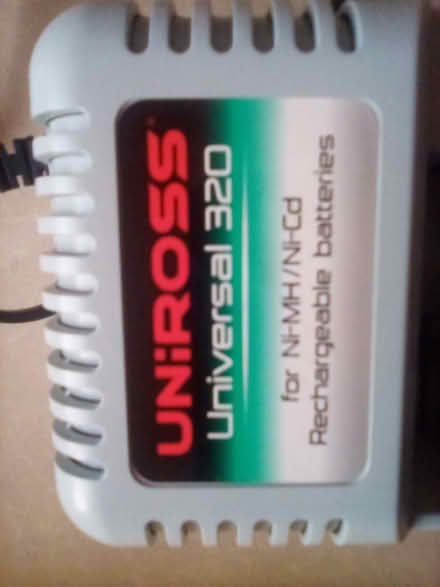 UNiROSS
Universal 320
for Ni-MH/Ni-Cd
Rechargeable batteries